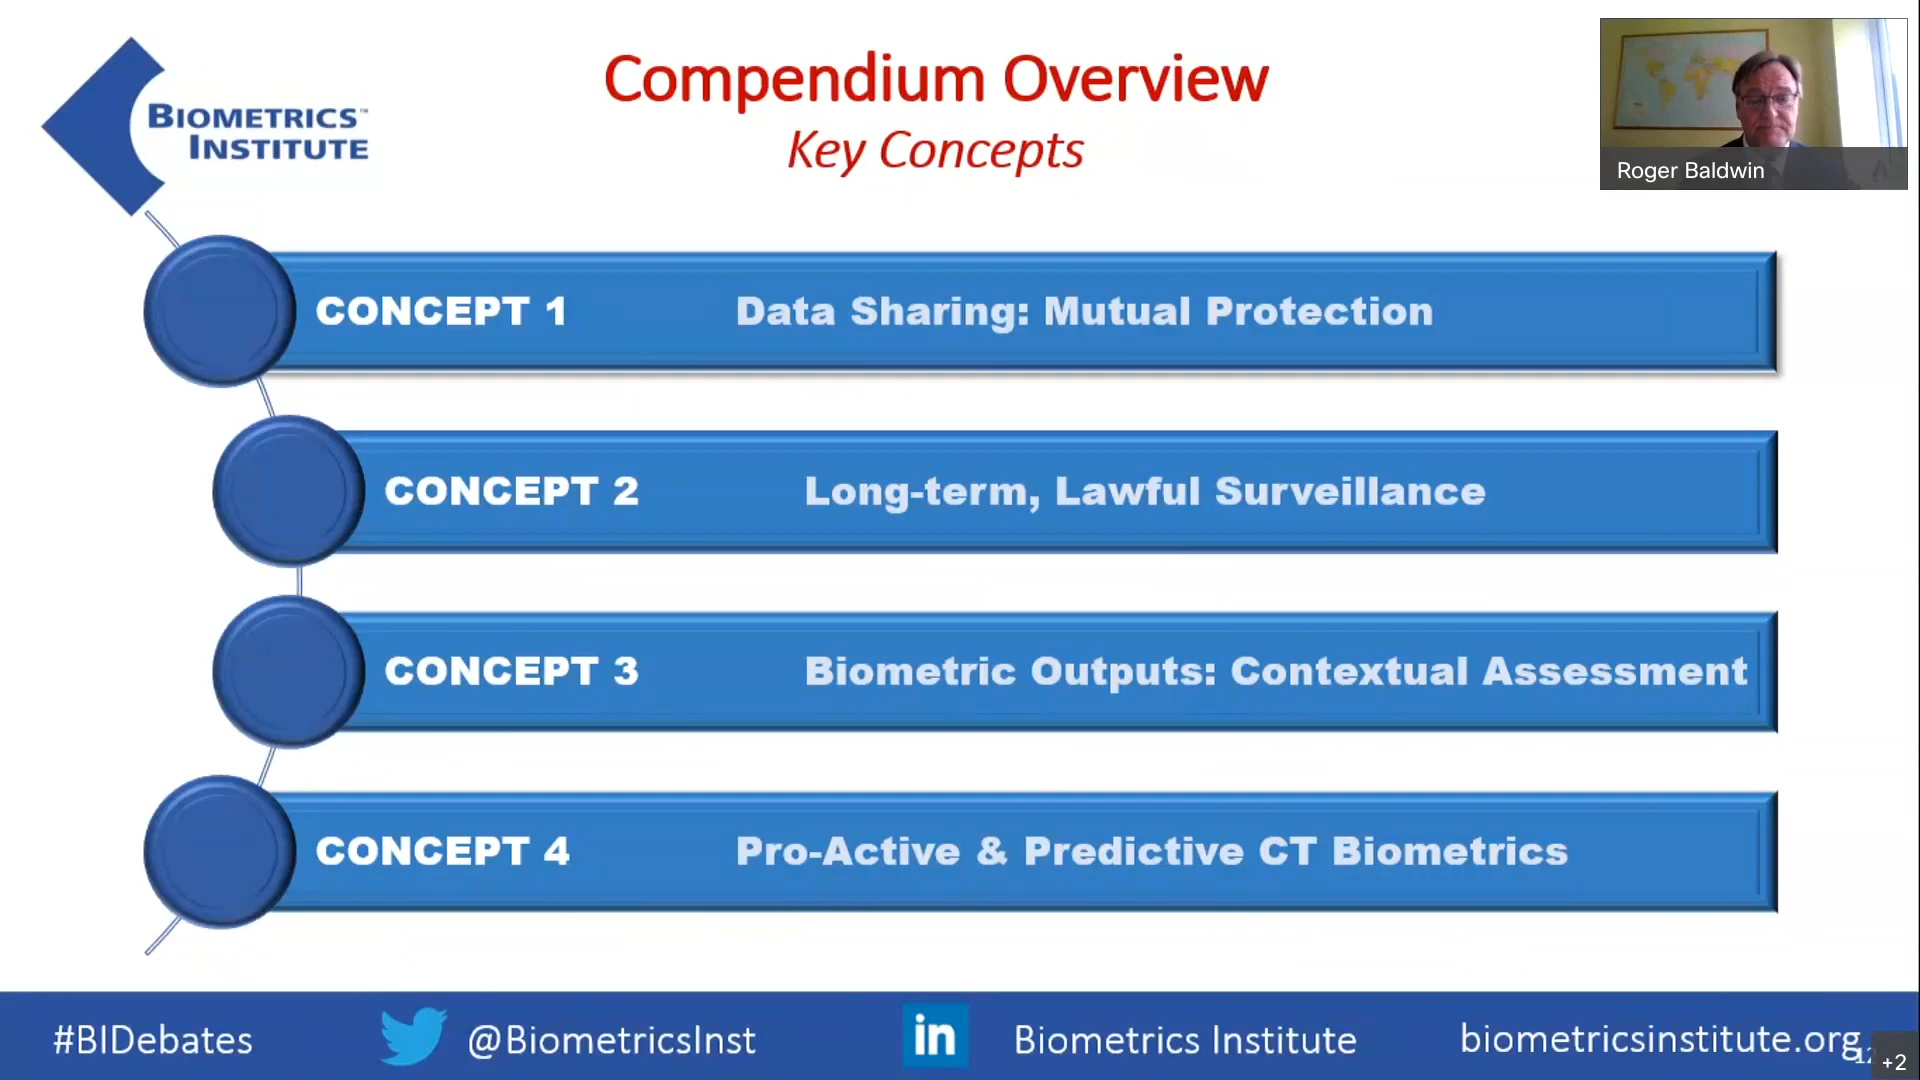 BIOMETRICS™
INSTITUTE
Compendium Overview
Key Concepts
Roger Baldwin
CONCEPT 1 Data Sharing: Mutual Protection
CONCEPT 2 Long-term, Lawful Surveillance
CONCEPT 3 Biometric Outputs: Contextual Assessment
CONCEPT 4 Pro-Active & Predictive CT Biometrics
#BIDebates @BiometricsInst in Biometrics Institute biometricsinstitute.org
+2